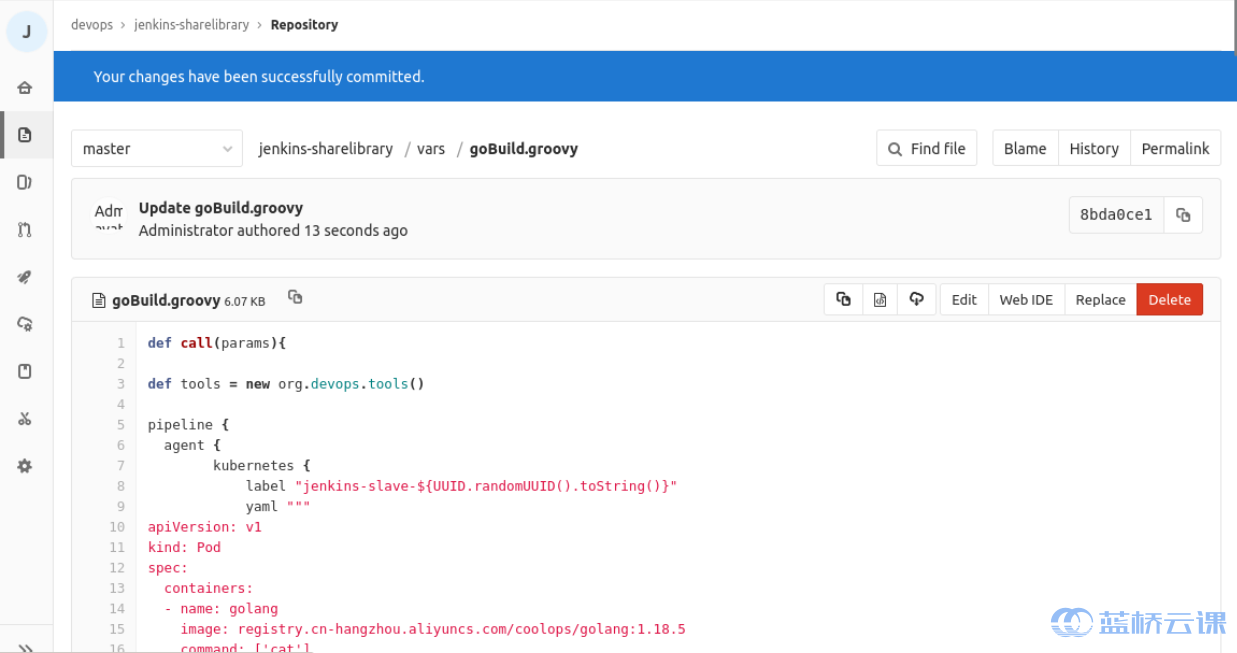 J
devops › jenkins-sharelibrary › Repository
Your changes have been successfully committed.
master
jenkins-sharelibrary / vars / goBuild.groovy
Find file
Blame
History
Permalink
Update goBuild.groovy
Administrator authored 13 seconds ago
8bda0ce1
goBuild.groovy 6.07 KB
Edit
Web IDE
Replace
Delete
1 def call(params){
2
3 def tools = new org.devops.tools()
4
5 pipeline {
6 agent {
7 kubernetes {
8 label "jenkins-slave-${UUID.randomUUID().toString()}"
9 yaml """
10 apiVersion: v1
11 kind: Pod
12 spec:
13 containers:
14 - name: golang
15 image: registry.cn-hangzhou.aliyuncs.com/coolops/golang:1.18.5
16 command: ['cat']
蓝桥云课